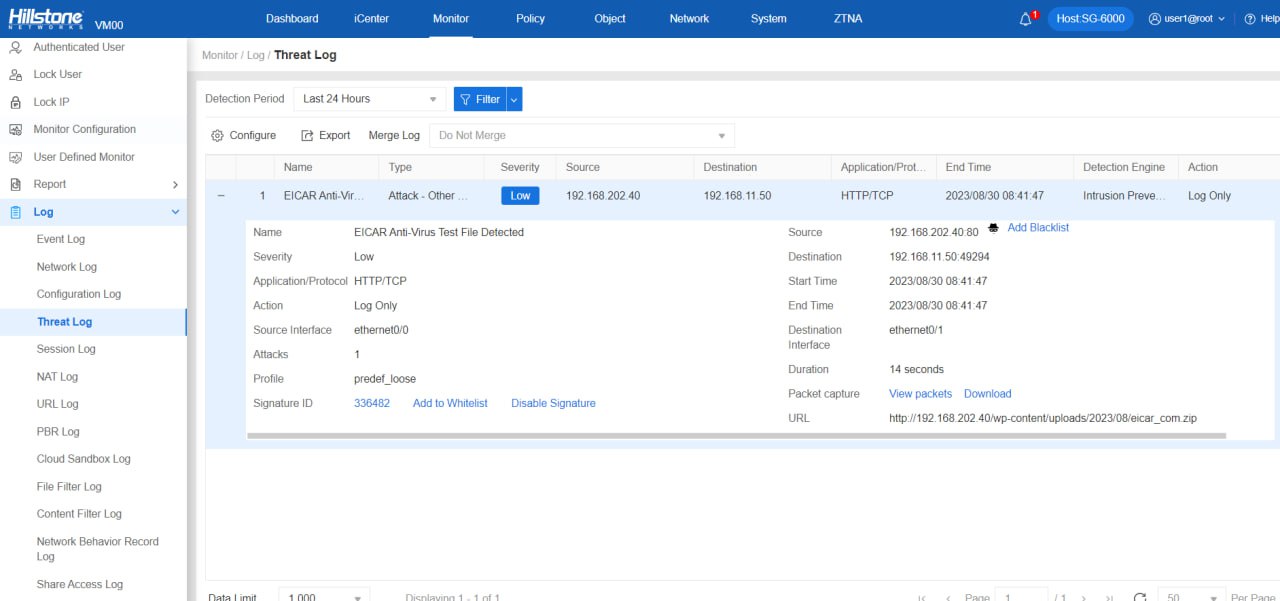 Hillstone
NETWORKS
VM00
Dashboard iCenter Monitor Policy Object Network System ZTNA
1 Host:SG-6000 user1@root Help
Authenticated User
Lock User
Lock IP
Monitor Configuration
User Defined Monitor
Report
Log
Event Log
Network Log
Configuration Log
Threat Log
Session Log
NAT Log
URL Log
PBR Log
Cloud Sandbox Log
File Filter Log
Content Filter Log
Network Behavior Record
Log
Share Access Log
Monitor / Log / Threat Log
Detection Period Last 24 Hours Filter
Configure Export Merge Log Do Not Merge
Name Type Severity Source Destination Application/Prot... End Time Detection Engine Action
1 EICAR Anti-Vir... Attack - Other ... Low 192.168.202.40 192.168.11.50 HTTP/TCP 2023/08/30 08:41:47 Intrusion Preve... Log Only
Name EICAR Anti-Virus Test File Detected
Severity Low
Application/Protocol HTTP/TCP
Action Log Only
Source Interface ethernet0/0
Attacks 1
Profile predef_loose
Signature ID 336482 Add to Whitelist Disable Signature
Source 192.168.202.40:80 Add Blacklist
Destination 192.168.11.50:49294
Start Time 2023/08/30 08:41:47
End Time 2023/08/30 08:41:47
Destination ethernet0/1
Interface
Duration 14 seconds
Packet capture View packets Download
URL http://192.168.202.40/wp-content/uploads/2023/08/eicar_com.zip
Data Limit 1,000 Displaying 1 - 1 of 1 Page 1 / 1 50 Per Page